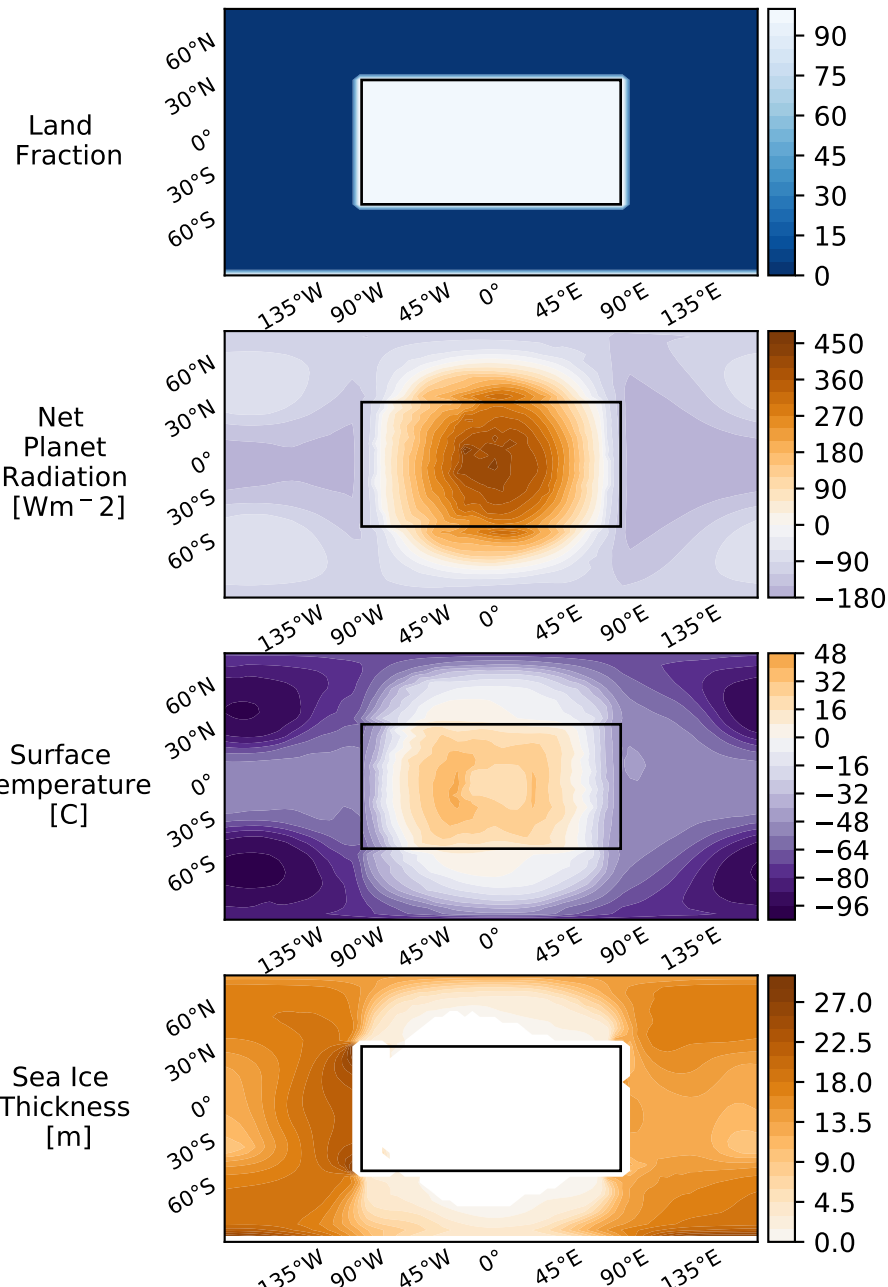 Land
Fraction
60°N
30°N
0°
30°S
60°S
135°W 90°W 45°W 0° 45°E 90°E 135°E
90
75
60
45
30
15
0
Net
Planet
Radiation
[Wm−2]
60°N
30°N
0°
30°S
60°S
135°W 90°W 45°W 0° 45°E 90°E 135°E
450
360
270
180
90
0
−90
−180
Surface
emperature
[C]
60°N
30°N
0°
30°S
60°S
135°W 90°W 45°W 0° 45°E 90°E 135°E
48
32
16
0
−16
−32
−48
−64
−80
−96
Sea Ice
Thickness
[m]
60°N
30°N
0°
30°S
60°S
135°W 90°W 45°W 0° 45°E 90°E 135°E
27.0
22.5
18.0
13.5
9.0
4.5
0.0